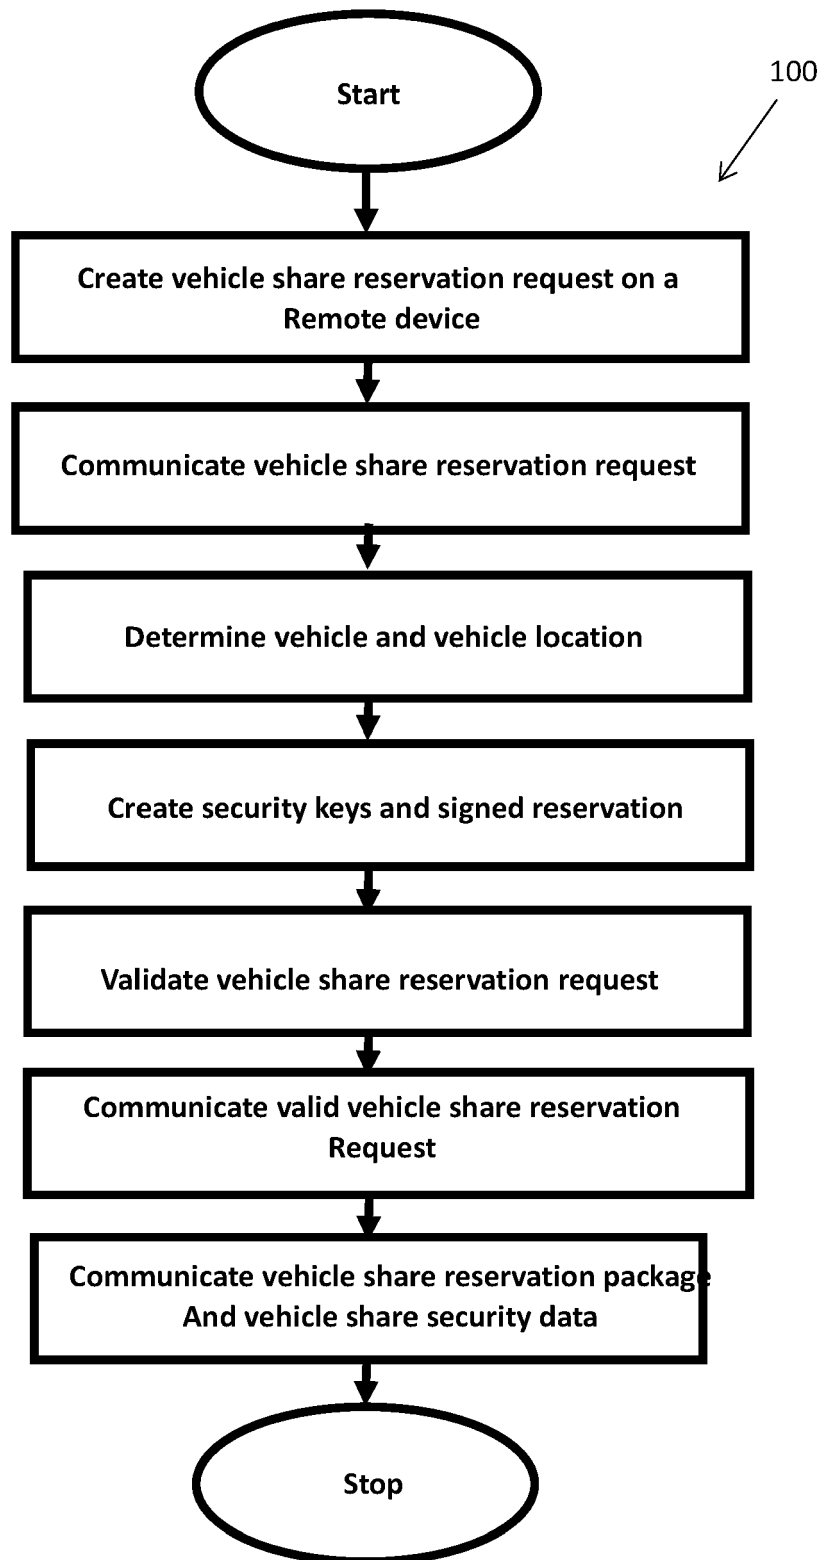 Start
100
Create vehicle share reservation request on a
Remote device
Communicate vehicle share reservation request
Determine vehicle and vehicle location
Create security keys and signed reservation
Validate vehicle share reservation request
Communicate valid vehicle share reservation
Request
Communicate vehicle share reservation package
And vehicle share security data
Stop